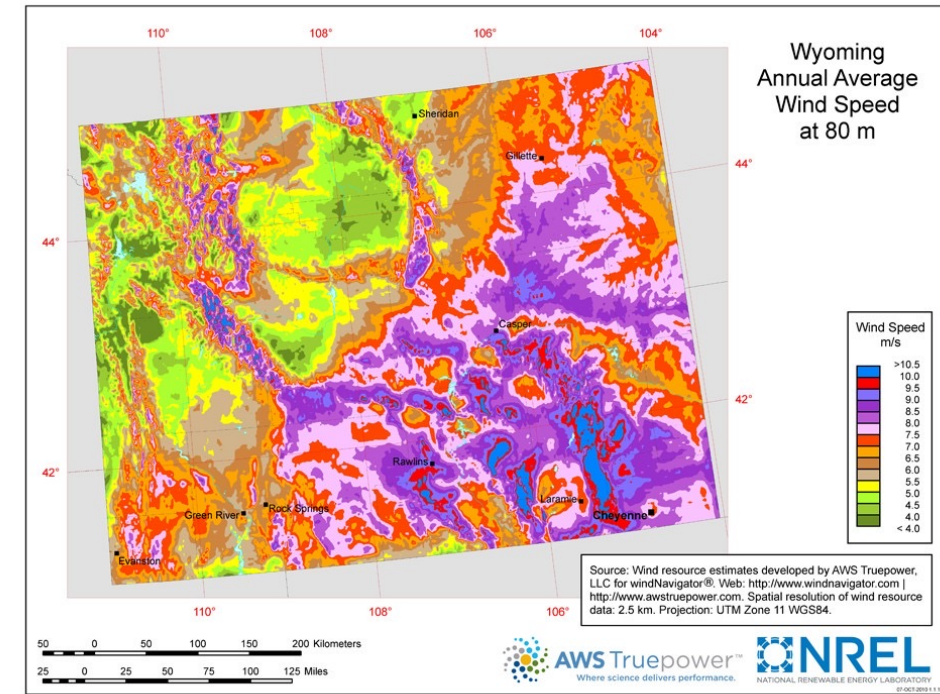 Wyoming
Annual Average
Wind Speed
at 80 m
110°
108°
106°
104°
Sheridan
Gillette
44°
44°
Casper
42°
42°
Rawlins
Laramie
Cheyenne
Green River
Rock Springs
Evanston
110°
108°
106°
Wind Speed
m/s
>10.5
10.0
9.5
9.0
8.5
8.0
7.5
7.0
6.5
6.0
5.5
5.0
4.5
4.0
< 4.0
Source: Wind resource estimates developed by AWS Truepower,
LLC for windNavigator®. Web: http://www.windnavigator.com |
http://www.awstruepower.com. Spatial resolution of wind resource
data: 2.5 km. Projection: UTM Zone 11 WGS84.
50 0 50 100 150 200 Kilometers
25 0 25 50 75 100 125 Miles
AWS Truepower™
Where science delivers performance.
NREL
NATIONAL RENEWABLE ENERGY LABORATORY